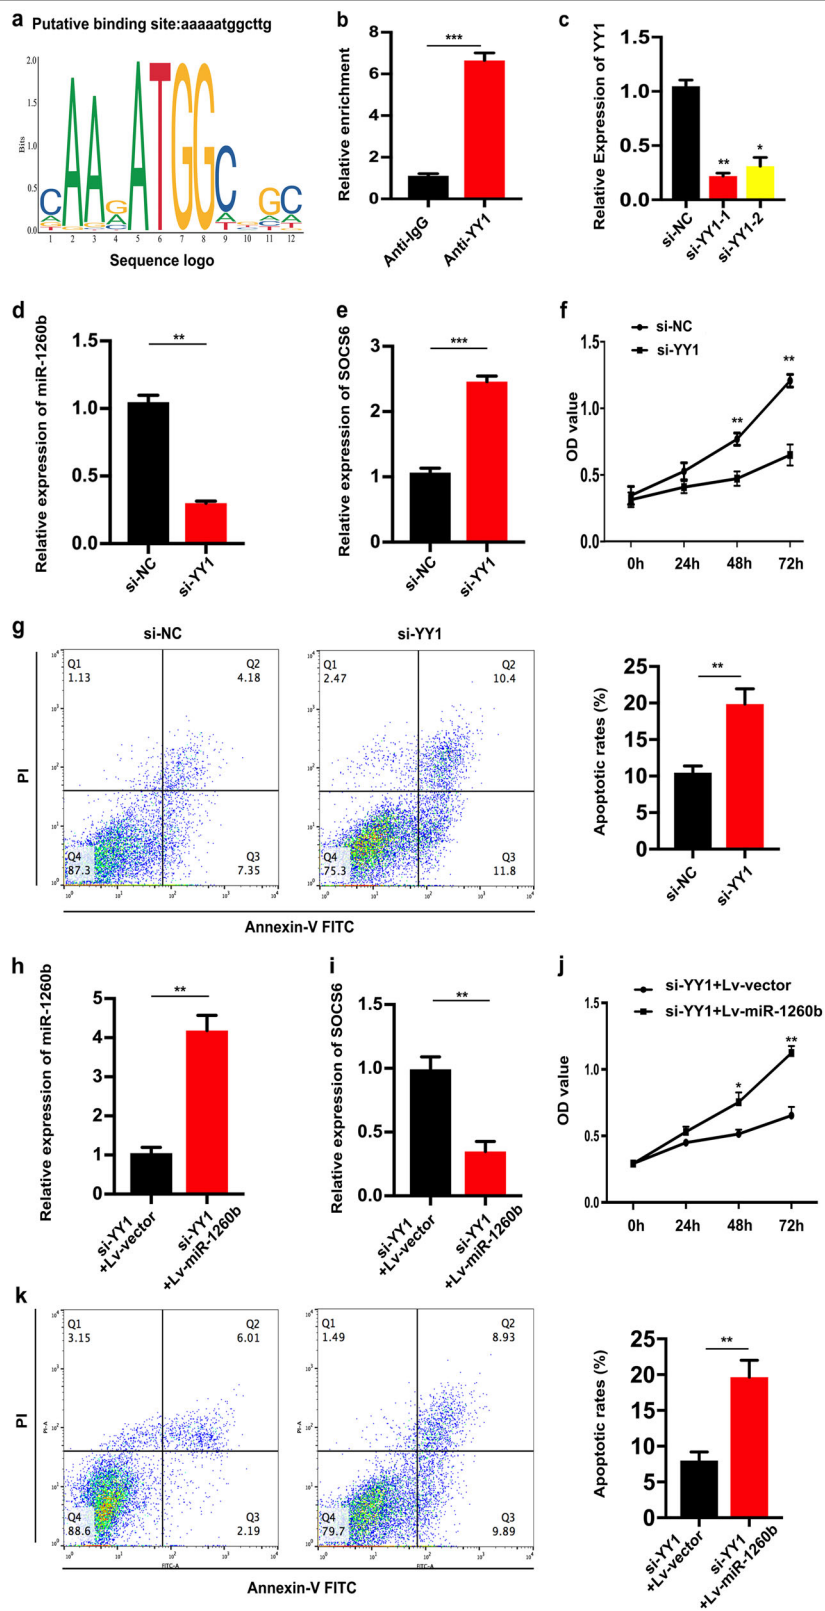 a Putative binding site:aaaaatggcttg
Bits
2.0
1.5
1.0
0.5
0.0
1 2 3 4 5 6 7 8 9 10 11 12
Sequence logo
b
Relative enrichment
8
6
4
2
0
***
Anti-IgG
Anti-YY1
c
Relative Expression of YY1
1.5
1.0
0.5
0.0
**
*
si-NC
si-YY1-1
si-YY1-2
d
Relative expression of miR-1260b
1.5
1.0
0.5
0.0
**
si-NC
si-YY1
e
Relative expression of SOCS6
3
2
1
0
***
si-NC
si-YY1
f
si-NC
si-YY1
OD value
1.5
1.0
0.5
0.0
**
**
0h 24h 48h 72h
g
si-NC
si-YY1
PI
Q1
1.13
Q2
4.18
Q4
87.3
Q3
7.35
Q1
2.47
Q2
10.4
Q4
75.3
Q3
11.8
Annexin-V FITC
Apoptotic rates (%)
25
20
15
10
5
0
**
si-NC
si-YY1
h
Relative expression of miR-1260b
5
4
3
2
1
0
**
si-YY1
+Lv-vector
si-YY1
+Lv-miR-1260b
i
Relative expression of SOCS6
1.5
1.0
0.5
0.0
**
si-YY1
+Lv-vector
si-YY1
+Lv-miR-1260b
j
si-YY1+Lv-vector
si-YY1+Lv-miR-1260b
OD value
1.5
1.0
0.5
0.0
*
**
0h 24h 48h 72h
k
PI
PI-A
Q1
3.15
Q2
6.01
Q4
88.6
Q3
2.19
FITC-A
PI-A
Q1
1.49
Q2
8.93
Q4
79.7
Q3
9.89
FITC-A
Annexin-V FITC
Apoptotic rates (%)
25
20
15
10
5
0
**
si-YY1
+Lv-vector
si-YY1
+Lv-miR-1260b